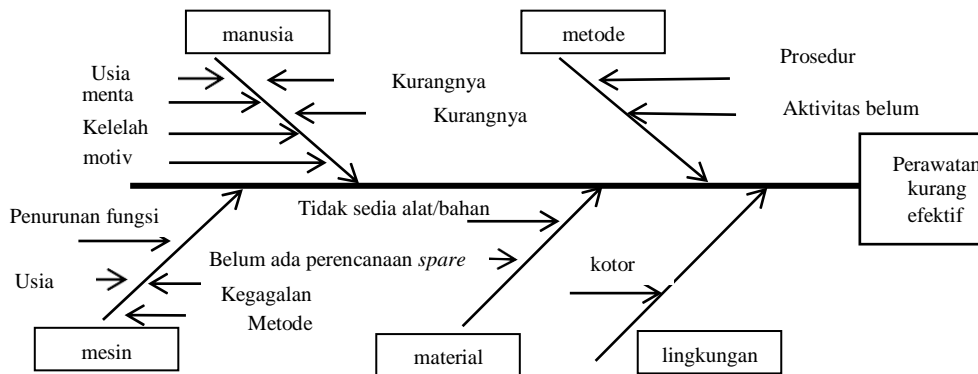 manusia
metode
Usia
menta
Kelelah
motiv
Kurangnya
Kurangnya
Prosedur
Aktivitas belum
Perawatan
kurang
efektif
Penurunan fungsi
Usia
Kegagalan
Metode
mesin
Tidak sedia alat/bahan
Belum ada perencanaan spare
material
kotor
lingkungan